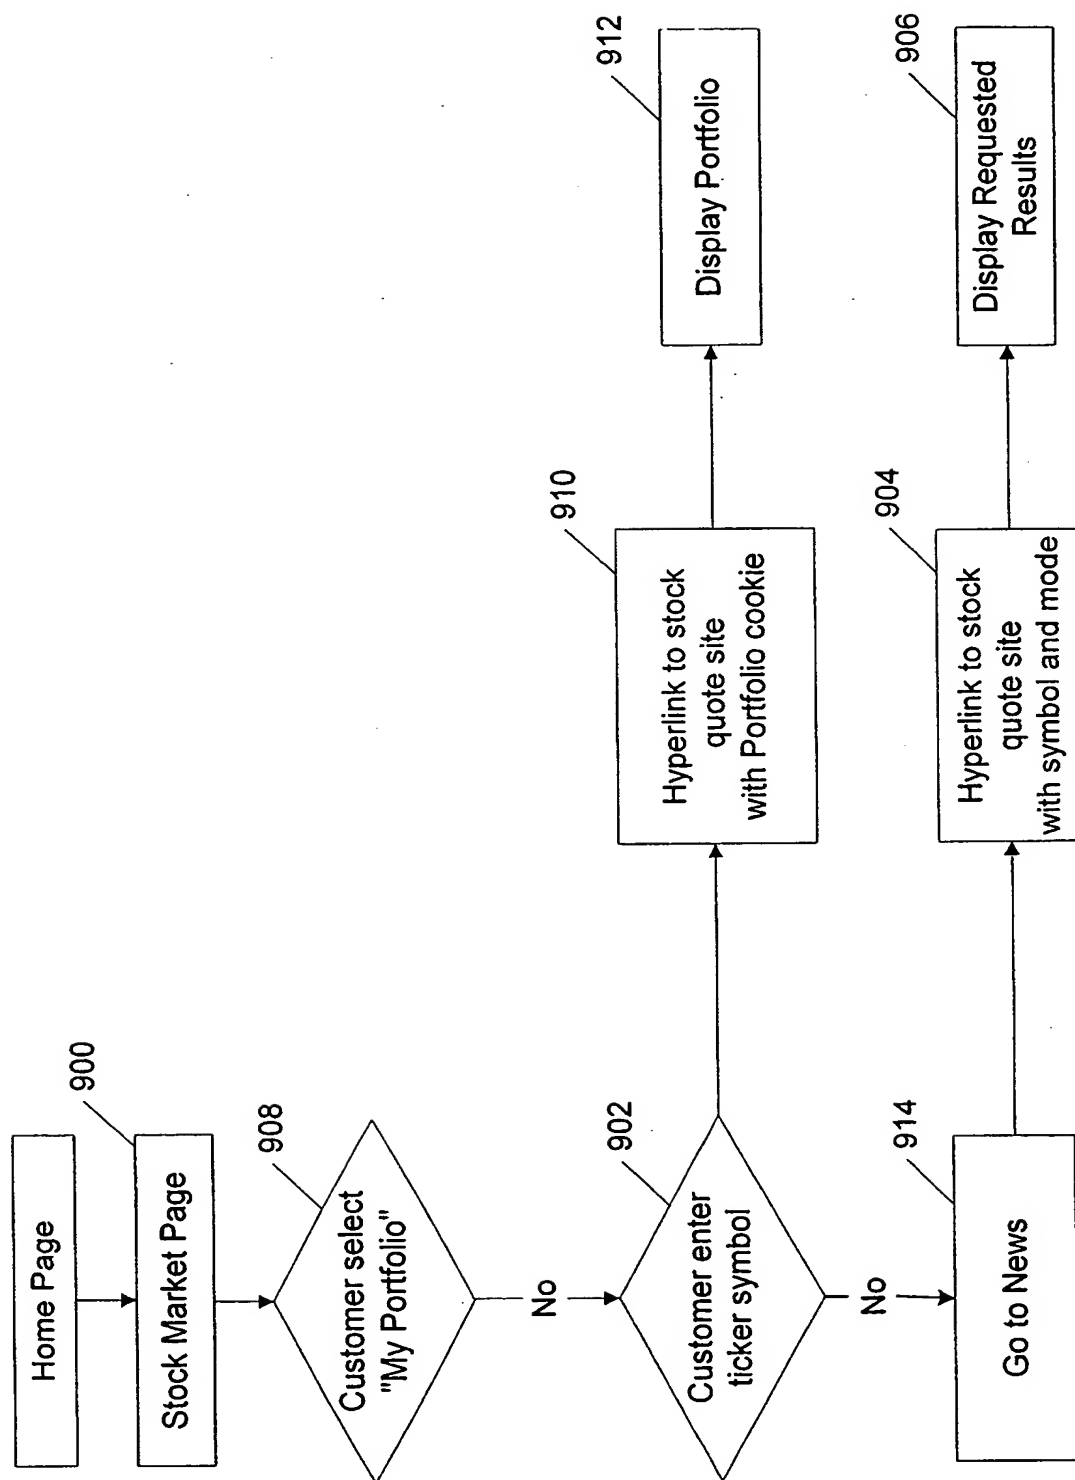 Home Page
900
Stock Market Page
908
Customer select
"My Portfolio"
No
902
Customer enter
ticker symbol
No
914
Go to News
910
Hyperlink to stock
quote site
with Portfolio cookie
912
Display Portfolio
904
Hyperlink to stock
quote site
with symbol and mode
906
Display Requested
Results